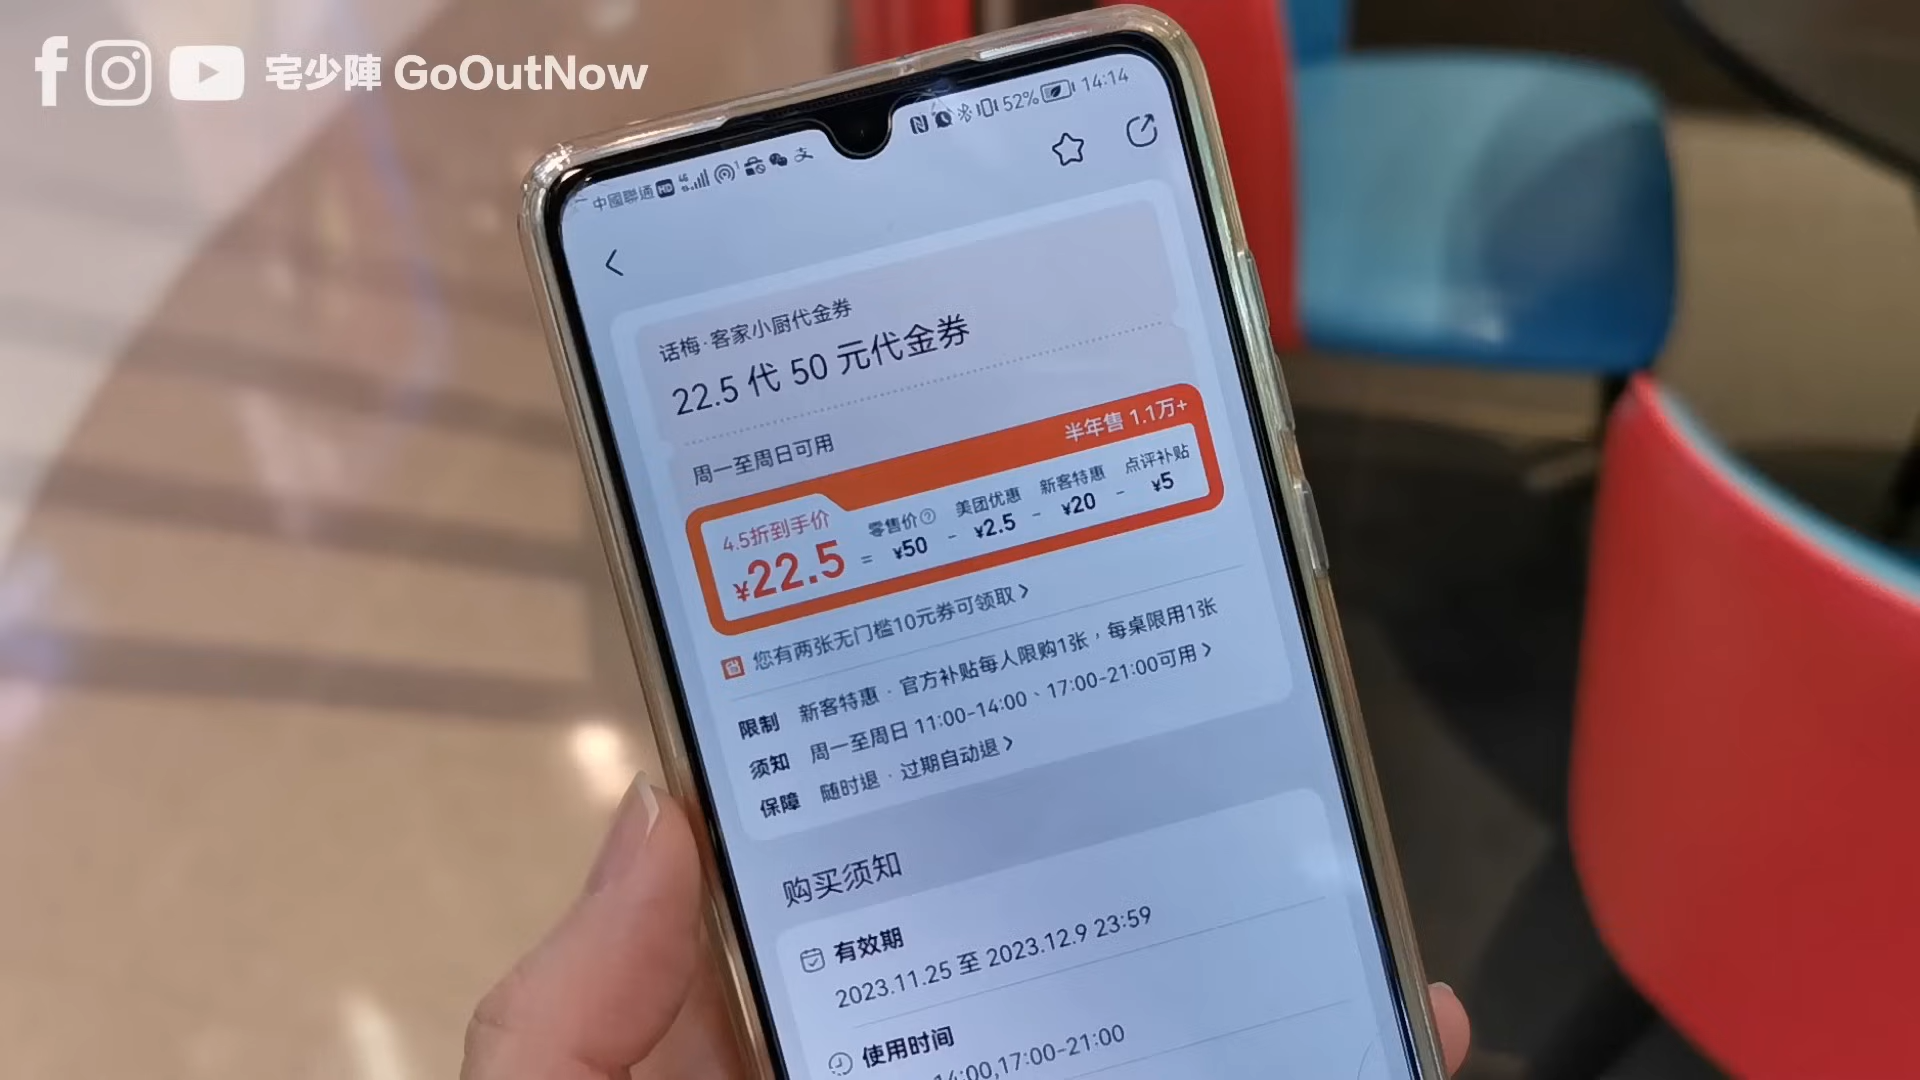 宅少陣 GoOutNow
中國聯通 HD 52% 14:14
话梅·客家小厨代金券
22.5 代 50 元代金券
周一至周日可用
半年售 1.1万+
4.5折到手价 零售价 美团优惠 新客特惠 点评补贴
¥22.5 = ¥50 - ¥2.5 - ¥20 - ¥5
您有两张无门槛10元券可领取 >
限制 新客特惠 · 官方补贴每人限购1张，每桌限用1张
须知 周一至周日 11:00-14:00、17:00-21:00可用 >
保障 随时退 · 过期自动退 >
购买须知
有效期
2023.11.25 至 2023.12.9 23:59
使用时间
14:00,17:00-21:00